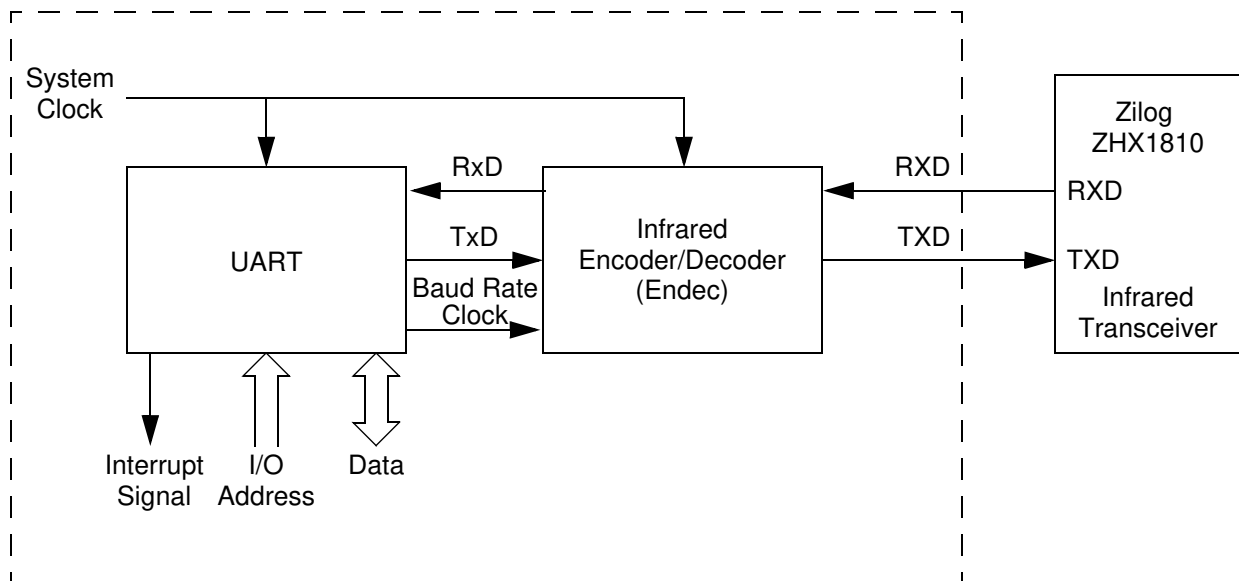 System
Clock
Zilog
ZHX1810
RxD
RXD
RXD
TxD
TXD
TXD
UART
Infrared
Encoder/Decoder
(Endec)
Baud Rate
Clock
Infrared
Transceiver
Interrupt
Signal
I/O
Address
Data